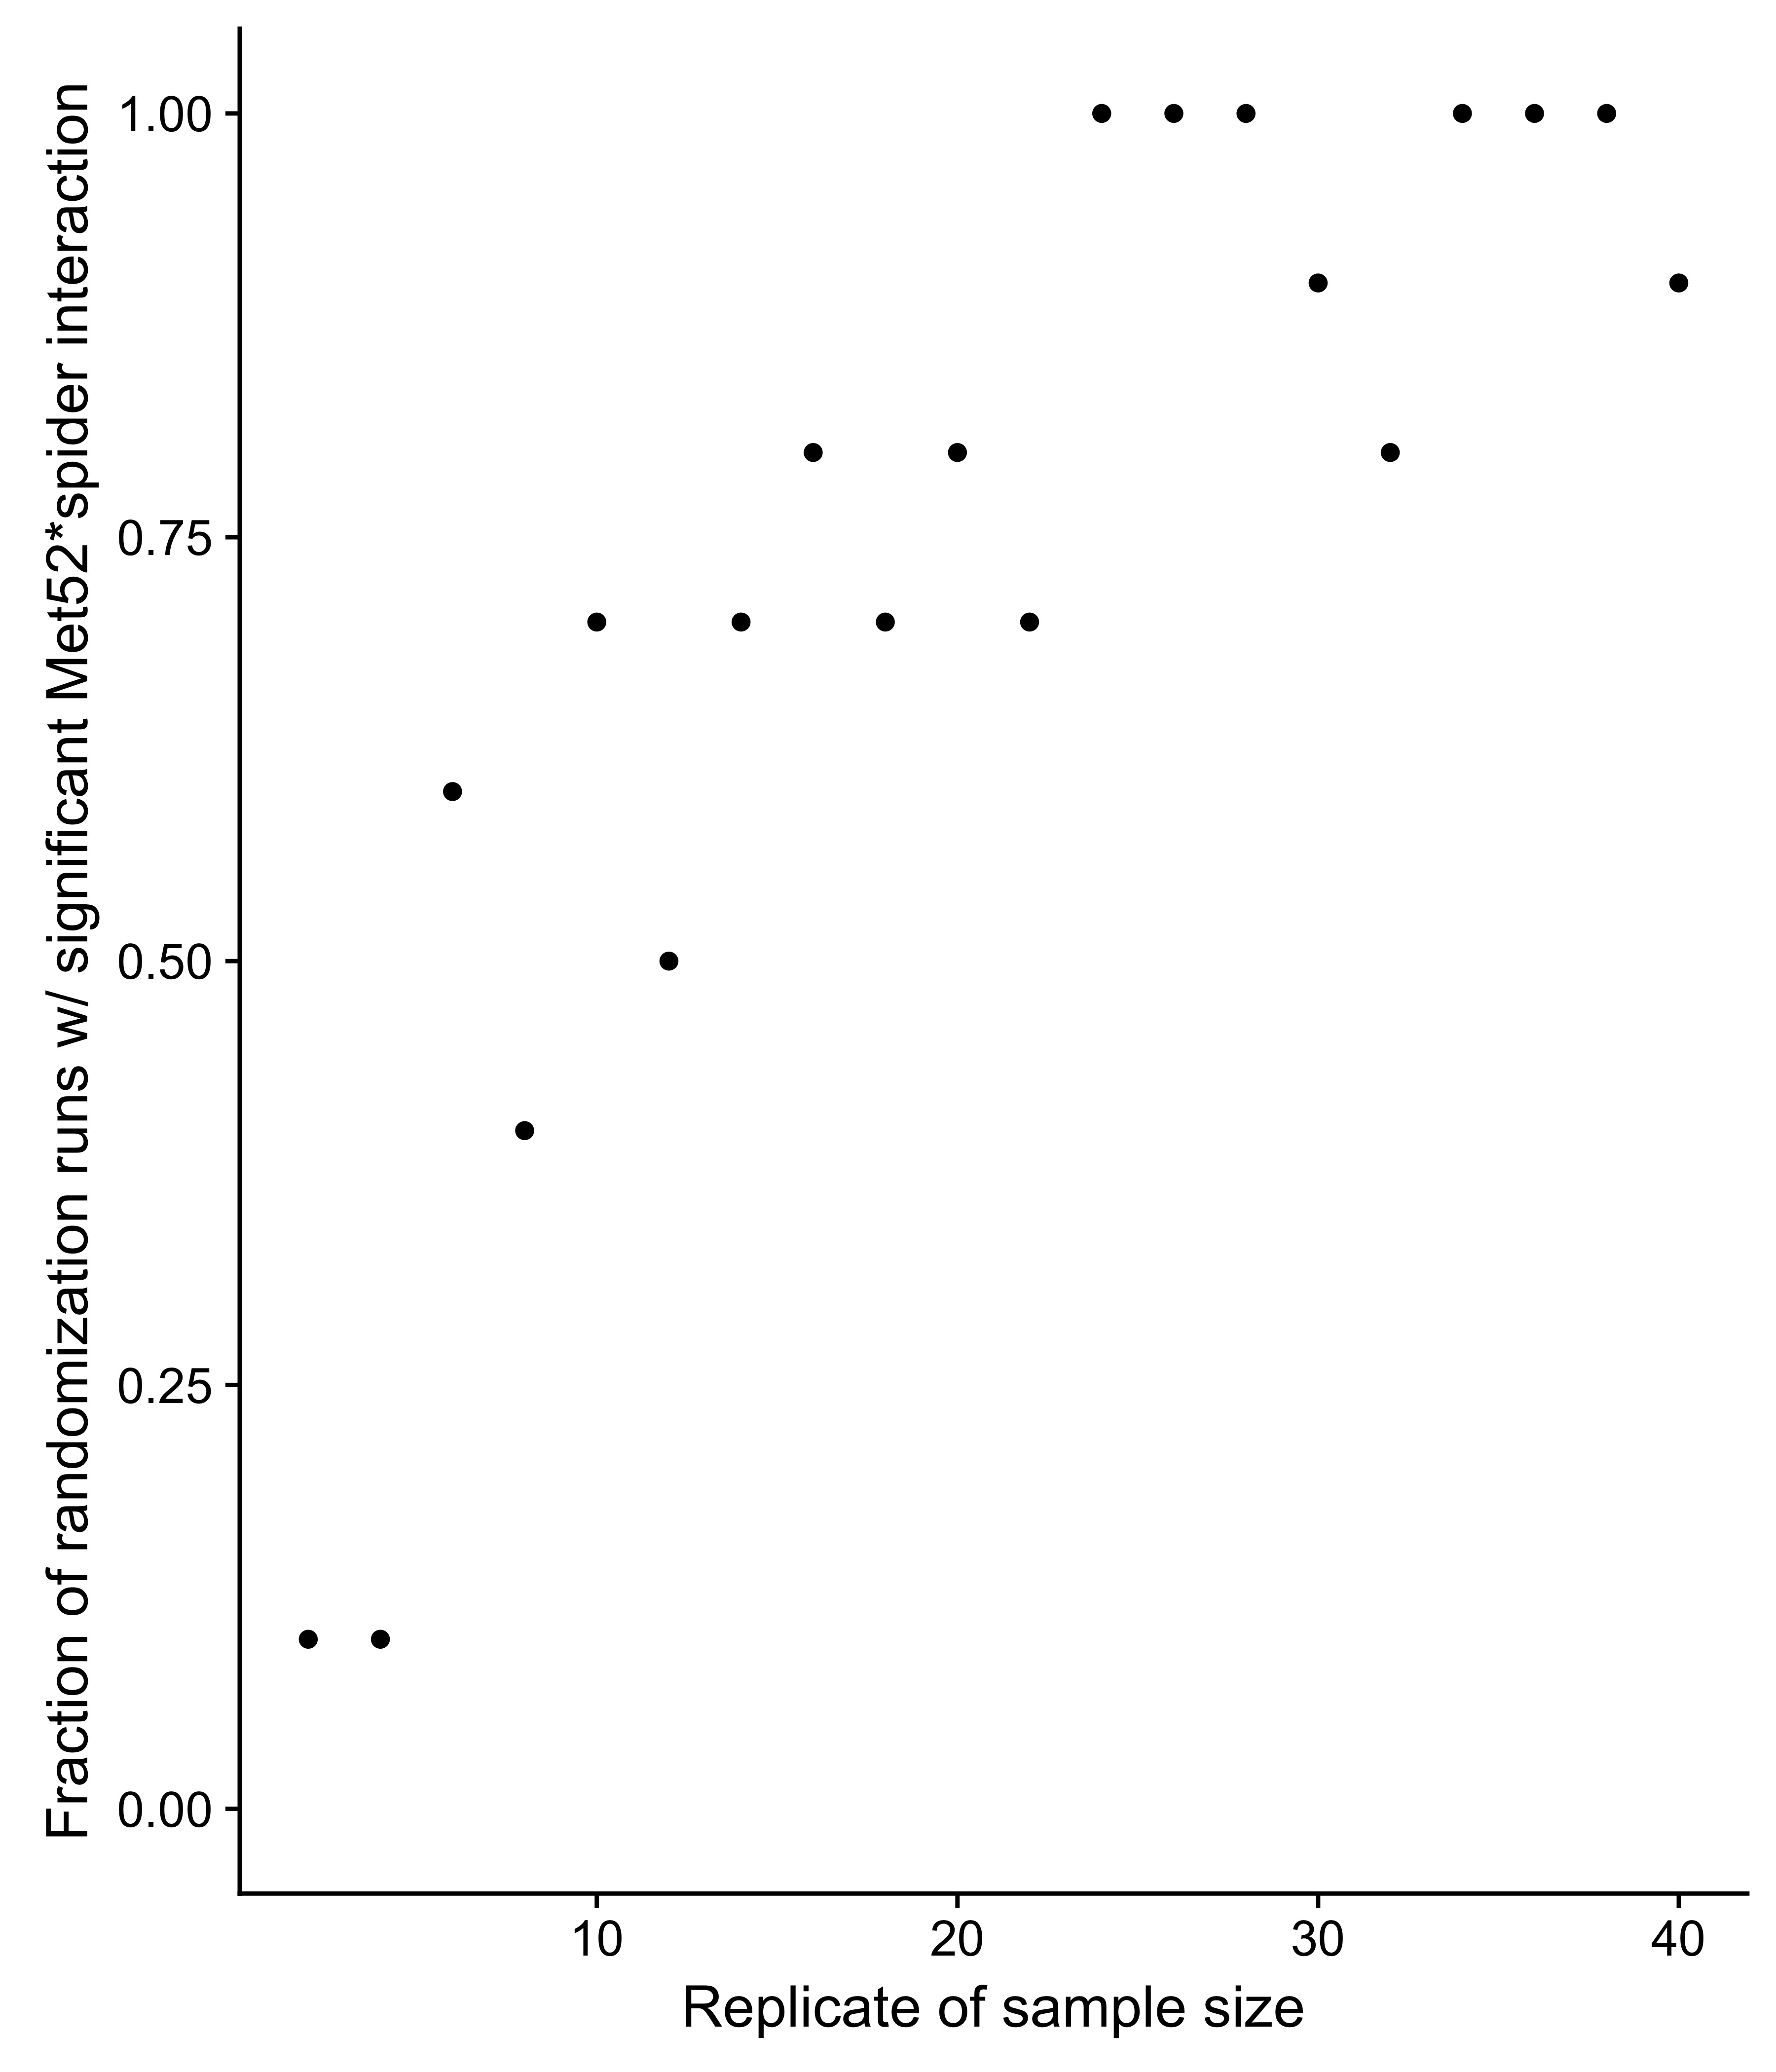 Fraction of randomization runs w/ significant Met52*spider interaction
1.00
0.75
0.50
0.25
0.00
10 20 30 40
Replicate of sample size